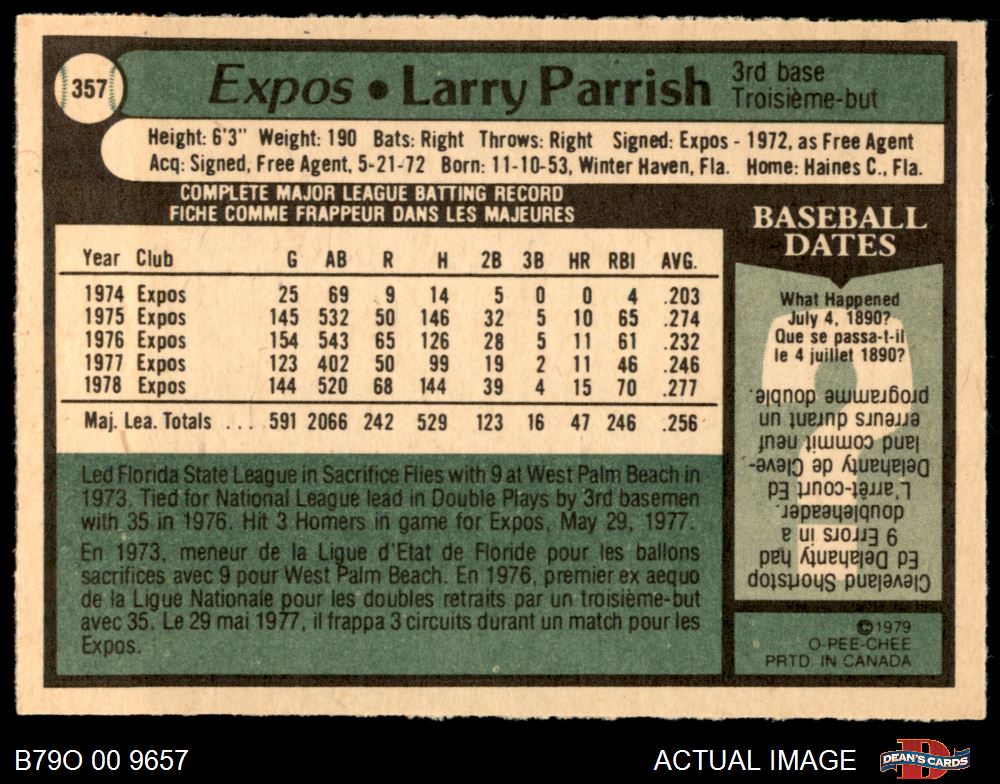 357
Expos • Larry Parrish
3rd base
Troisième-but
Height: 6'3" Weight: 190 Bats: Right Throws: Right Signed: Expos - 1972, as Free Agent
Acq: Signed, Free Agent, 5-21-72 Born: 11-10-53, Winter Haven, Fla. Home: Haines C., Fla.
COMPLETE MAJOR LEAGUE BATTING RECORD
FICHE COMME FRAPPEUR DANS LES MAJEURES
Year Club G AB R H 2B 3B HR RBI AVG.
1974 Expos 25 69 9 14 5 0 0 4 .203
1975 Expos 145 532 50 146 32 5 10 65 .274
1976 Expos 154 543 65 126 28 5 11 61 .232
1977 Expos 123 402 50 99 19 2 11 46 .246
1978 Expos 144 520 68 144 39 4 15 70 .277
Maj. Lea. Totals ... 591 2066 242 529 123 16 47 246 .256
Led Florida State League in Sacrifice Flies with 9 at West Palm Beach in
1973. Tied for National League lead in Double Plays by 3rd basemen
with 35 in 1976. Hit 3 Homers in game for Expos, May 29, 1977.
En 1973, meneur de la Ligue d'Etat de Floride pour les ballons
sacrifices avec 9 pour West Palm Beach. En 1976, premier ex aequo
de la Ligue Nationale pour les doubles retraits par un troisième-but
avec 35. Le 29 mai 1977, il frappa 3 circuits durant un match pour les
Expos.
BASEBALL
DATES
What Happened
July 4, 1890?
Que se passa-t-il
le 4 juillet 1890?
Cleveland Shortstop
Ed Delahanty had
9 Errors in a
doubleheader.
L'arrêt-court Ed
Delahanty de Cleve-
land commit neuf
erreurs durant un
programme double.
©1979
O-PEE-CHEE
PRTD. IN CANADA
B79O 00 9657
ACTUAL IMAGE
DEAN'S CARDS